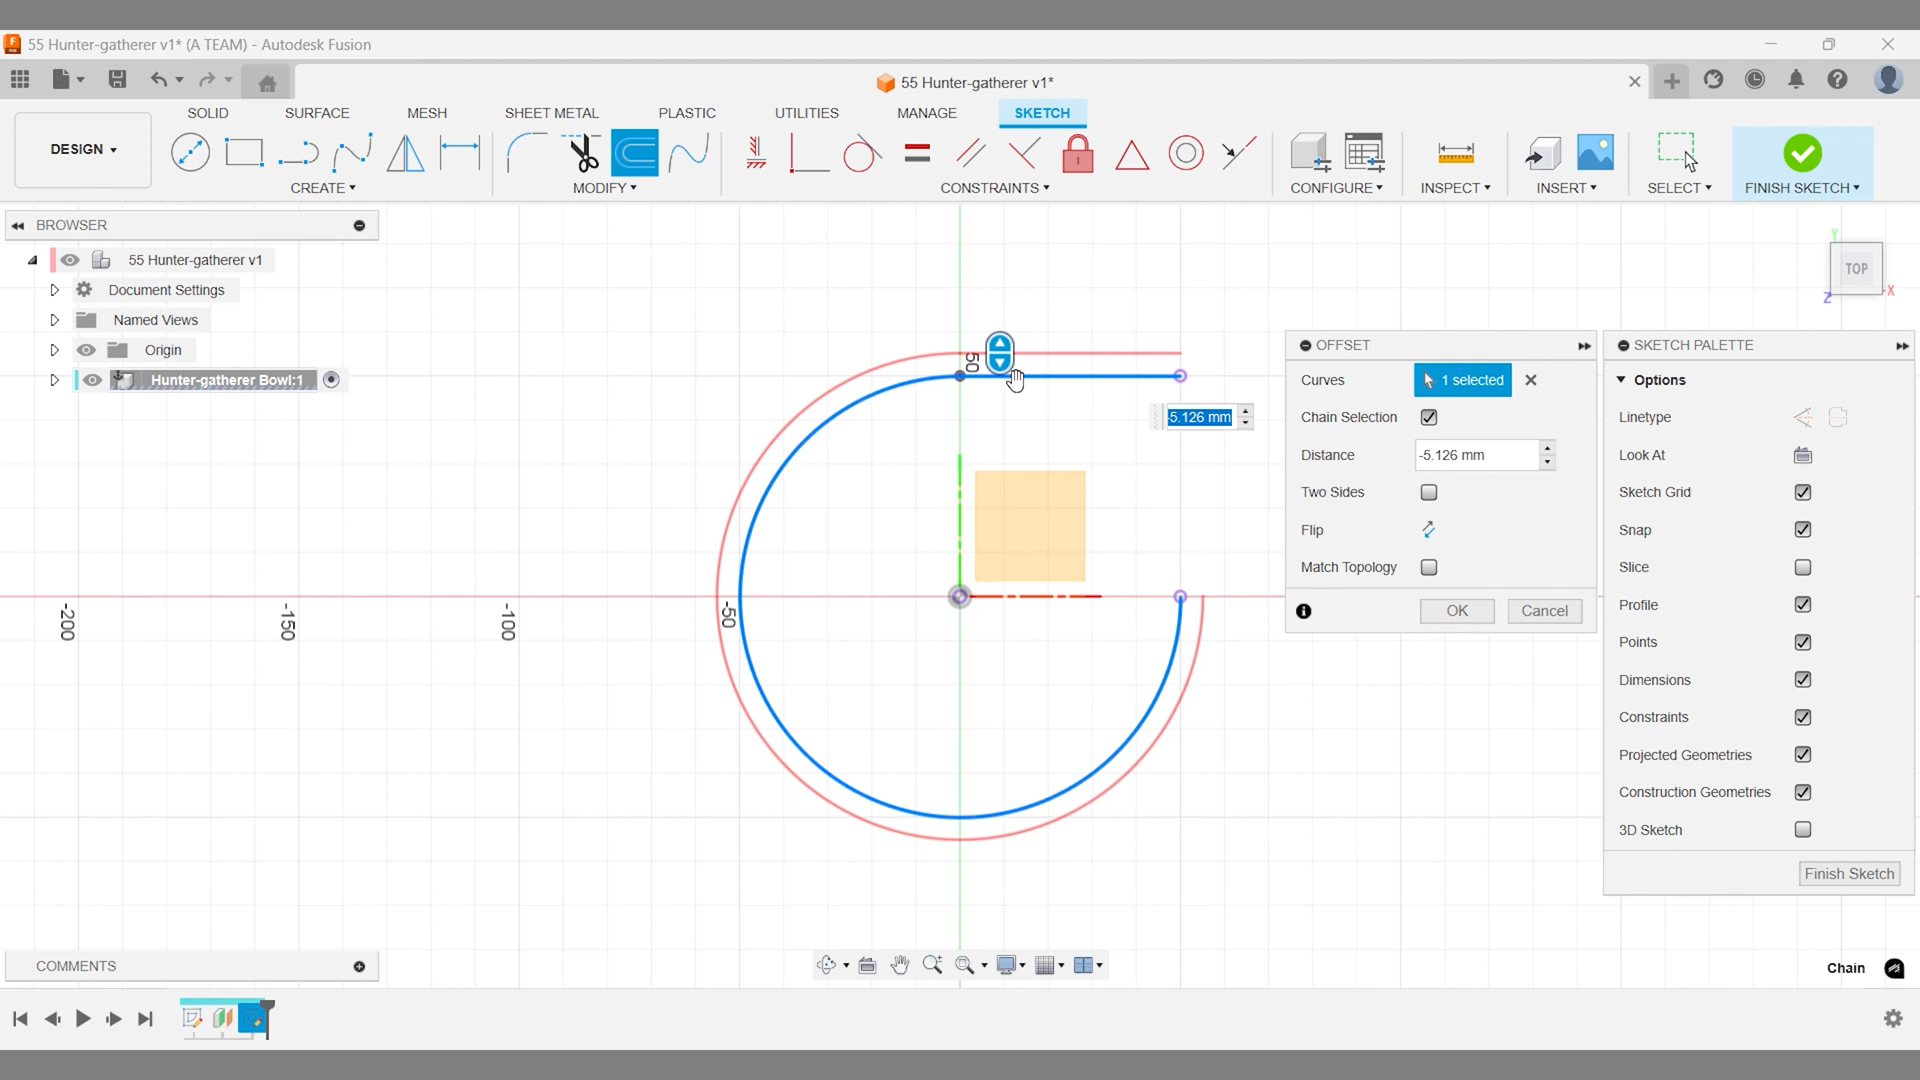 55 Hunter-gatherer v1* (A TEAM) - Autodesk Fusion
55 Hunter-gatherer v1*
SOLID SURFACE MESH SHEET METAL PLASTIC UTILITIES MANAGE SKETCH
DESIGN
CREATE MODIFY CONSTRAINTS CONFIGURE INSPECT INSERT SELECT FINISH SKETCH
BROWSER
55 Hunter-gatherer v1
Document Settings
Named Views
Origin
Hunter-gatherer Bowl:1
TOP
Y
X
Z
50
5.126 mm
-200
-150
-100
-50
OFFSET
Curves 1 selected
Chain Selection
Distance -5.126 mm
Two Sides
Flip
Match Topology
OK Cancel
SKETCH PALETTE
Options
Linetype
Look At
Sketch Grid
Snap
Slice
Profile
Points
Dimensions
Constraints
Projected Geometries
Construction Geometries
3D Sketch
Finish Sketch
COMMENTS
Chain